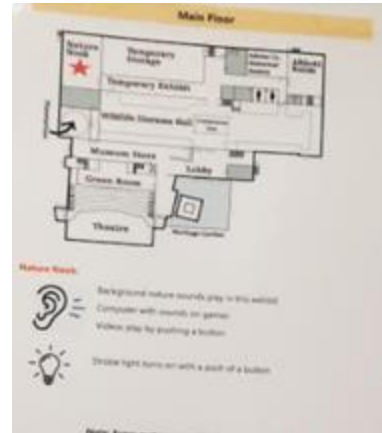 Main Floor
Nature
Nook
Temporary
Storage
Temporary Exhibit
Wildlife Diorama Hall
Museum Store
Lobby
Green Room
Theatre
Heritage Garden
Nature Nook:
Background nature sounds play in this exhibit
Computer with sounds on games
Videos play by pushing a button
Strobe light turns on with a push of a button